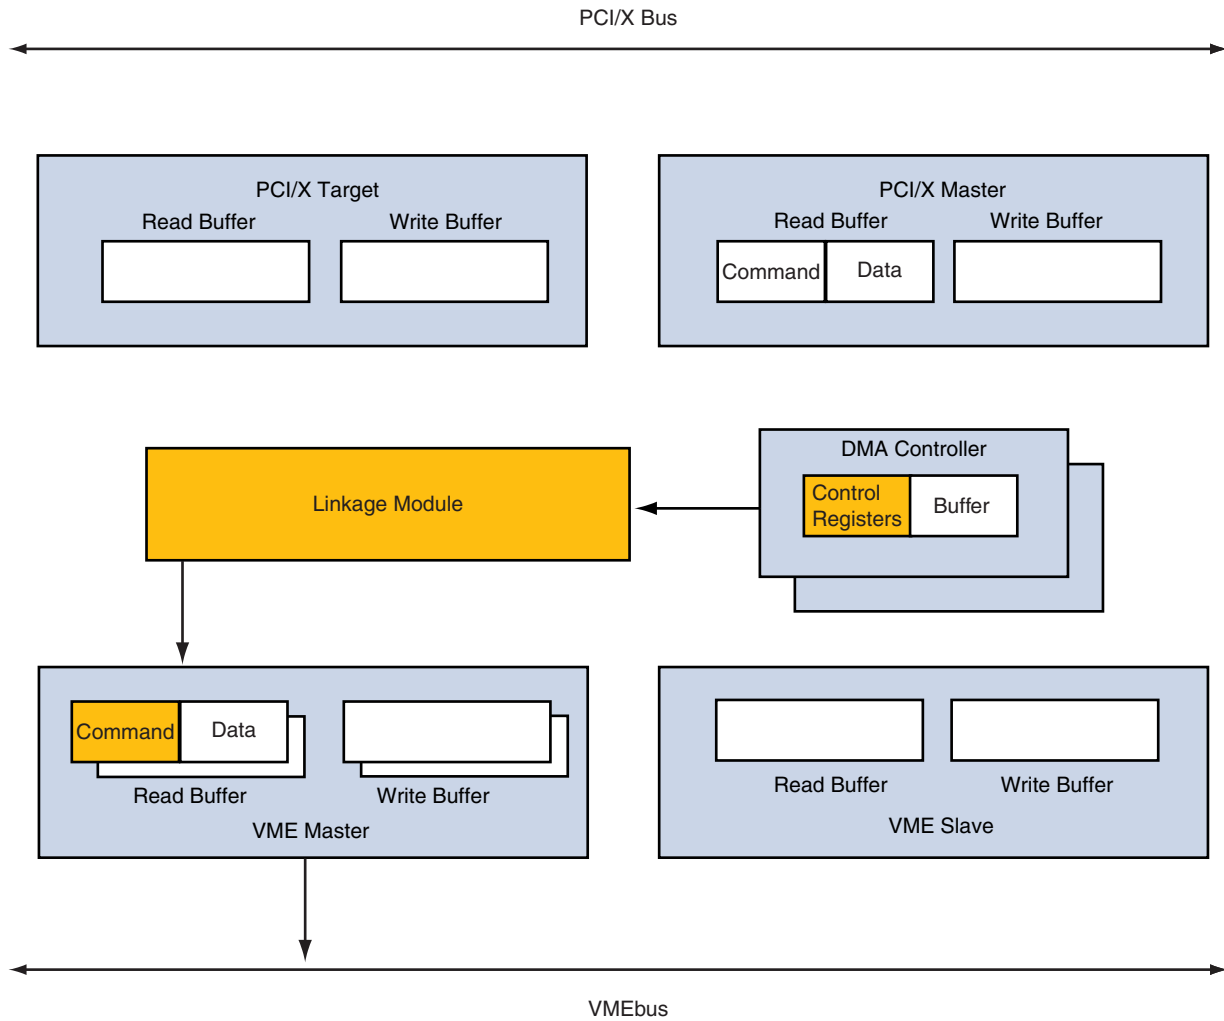 PCI/X Bus
PCI/X Target
Read Buffer
Write Buffer
PCI/X Master
Read Buffer
Write Buffer
Command
Data
Linkage Module
DMA Controller
Control
Registers
Buffer
Command
Data
Read Buffer
Write Buffer
VME Master
Read Buffer
Write Buffer
VME Slave
VMEbus